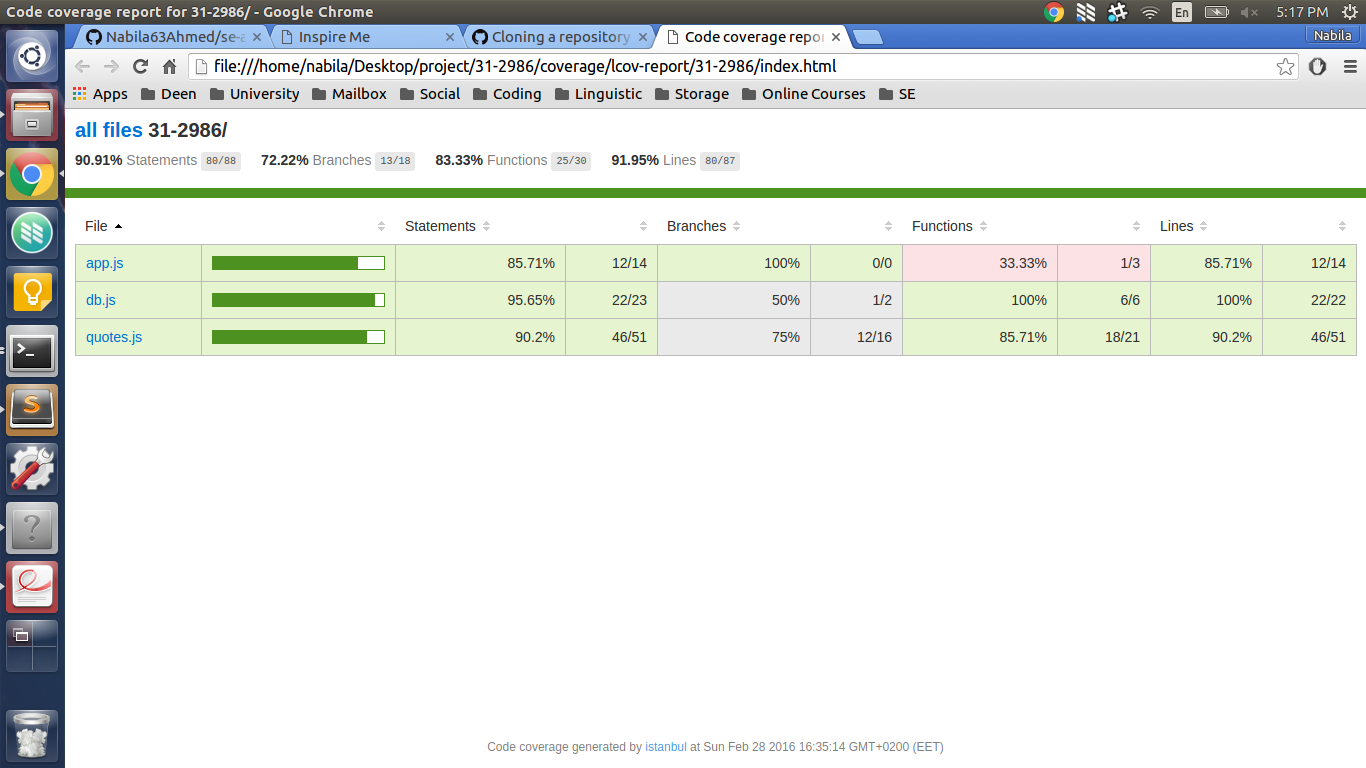 Code coverage report for 31-2986/ - Google Chrome En 5:17 PM
Nabila63Ahmed/se-a Inspire Me Cloning a repository Code coverage repo Nabila
file:///home/nabila/Desktop/project/31-2986/coverage/lcov-report/31-2986/index.html
Apps Deen University Mailbox Social Coding Linguistic Storage Online Courses SE
all files 31-2986/
90.91% Statements 80/88 72.22% Branches 13/18 83.33% Functions 25/30 91.95% Lines 80/87
File Statements Branches Functions Lines
app.js 85.71% 12/14 100% 0/0 33.33% 1/3 85.71% 12/14
db.js 95.65% 22/23 50% 1/2 100% 6/6 100% 22/22
quotes.js 90.2% 46/51 75% 12/16 85.71% 18/21 90.2% 46/51
Code coverage generated by istanbul at Sun Feb 28 2016 16:35:14 GMT+0200 (EET)